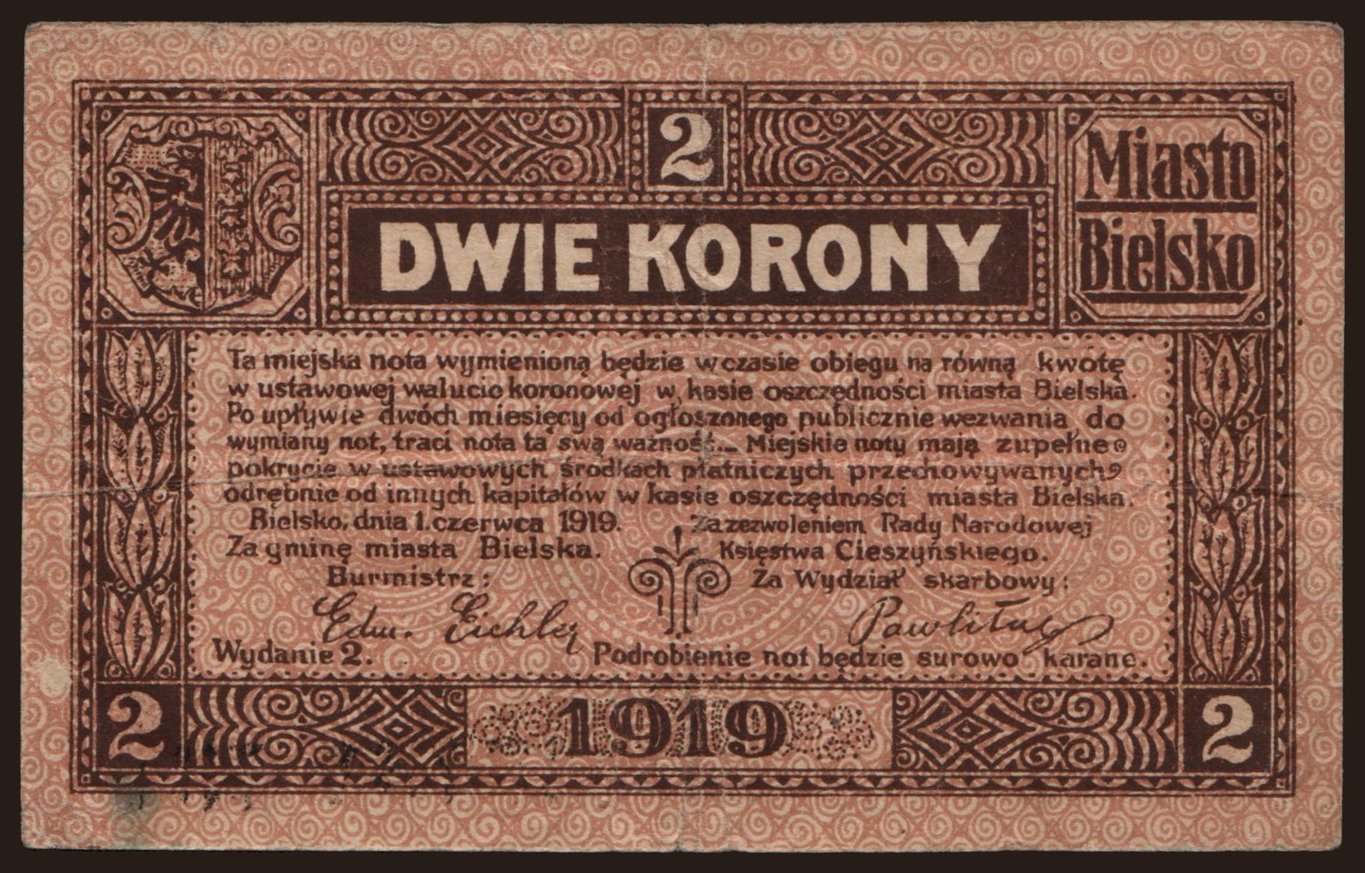 2
DWIE KORONY
Miasto
Bielsko
Ta miejska nota wymienioną będzie w czasie obiegu na równą kwotę
w ustawowej walucie koronowej w kasie oszczędności miasta Bielska.
Po upływie dwóch miesięcy od ogłoszonego publicznie wezwania do
wymiany not, traci nota ta swą ważność. — Miejskie noty mają zupełne
pokrycie w ustawowych środkach płatniczych przechowywanych
odrębnie od innych kapitałów w kasie oszczędności miasta Bielska.
Bielsko, dnia 1. czerwca 1919.
Za gminę miasta Bielska.
Burmistrz:
Edm. Eichler
Za zezwoleniem Rady Narodowej
Księstwa Cieszyńskiego.
Za Wydział skarbowy:
Wydanie 2.
Podrobienie not będzie surowo karane.
2
1919
2